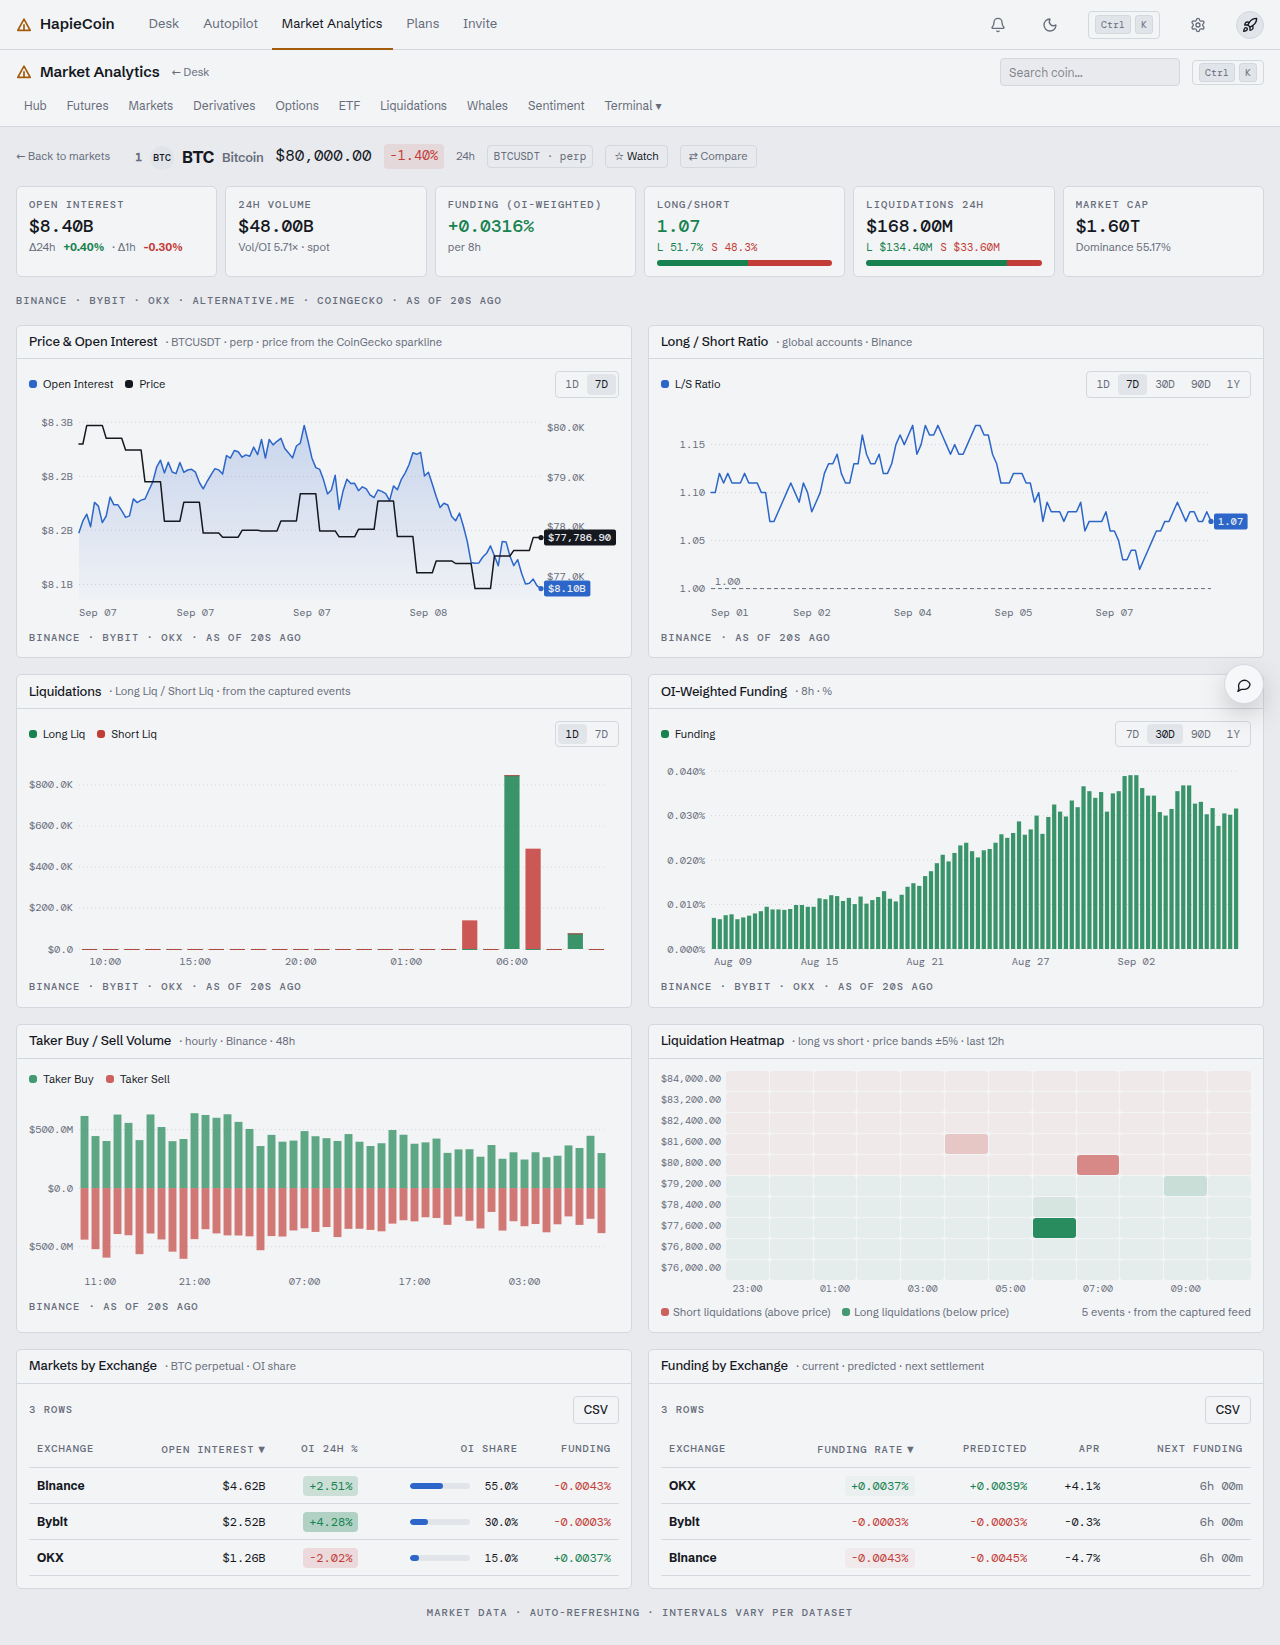 HapieCoin Desk Autopilot Market Analytics Plans Invite Ctrl K
Market Analytics ← Desk Search coin... Ctrl K
Hub Futures Markets Derivatives Options ETF Liquidations Whales Sentiment Terminal ▾
← Back to markets 1 BTC BTC Bitcoin $80,000.00 -1.40% 24h BTCUSDT · perp ☆ Watch ⇄ Compare
OPEN INTEREST
$8.40B
Δ24h +0.40% · Δ1h -0.30%
24H VOLUME
$48.00B
Vol/OI 5.71× · spot
FUNDING (OI-WEIGHTED)
+0.0316%
per 8h
LONG/SHORT
1.07
L 51.7% S 48.3%
LIQUIDATIONS 24H
$168.00M
L $134.40M S $33.60M
MARKET CAP
$1.60T
Dominance 55.17%
BINANCE · BYBIT · OKX · ALTERNATIVE.ME · COINGECKO · AS OF 20S AGO
Price & Open Interest · BTCUSDT · perp · price from the CoinGecko sparkline
Open Interest Price 1D 7D
$8.3B
$8.2B
$8.2B
$8.1B
$80.0K
$79.0K
$78.0K
$77,786.90
$77.0K
$8.10B
Sep 07 Sep 07 Sep 07 Sep 08
BINANCE · BYBIT · OKX · AS OF 20S AGO
Long / Short Ratio · global accounts · Binance
L/S Ratio 1D 7D 30D 90D 1Y
1.15
1.10
1.05
1.00
1.00
1.07
Sep 01 Sep 02 Sep 04 Sep 05 Sep 07
BINANCE · AS OF 20S AGO
Liquidations · Long Liq / Short Liq · from the captured events
Long Liq Short Liq 1D 7D
$800.0K
$600.0K
$400.0K
$200.0K
$0.0
10:00 15:00 20:00 01:00 06:00
BINANCE · BYBIT · OKX · AS OF 20S AGO
OI-Weighted Funding · 8h · %
Funding 7D 30D 90D 1Y
0.040%
0.030%
0.020%
0.010%
0.000%
Aug 09 Aug 15 Aug 21 Aug 27 Sep 02
BINANCE · BYBIT · OKX · AS OF 20S AGO
Taker Buy / Sell Volume · hourly · Binance · 48h
Taker Buy Taker Sell
$500.0M
$0.0
$500.0M
11:00 21:00 07:00 17:00 03:00
BINANCE · AS OF 20S AGO
Liquidation Heatmap · long vs short · price bands ±5% · last 12h
$84,000.00
$83,200.00
$82,400.00
$81,600.00
$80,800.00
$79,200.00
$78,400.00
$77,600.00
$76,800.00
$76,000.00
23:00 01:00 03:00 05:00 07:00 09:00
Short liquidations (above price) Long liquidations (below price) 5 events · from the captured feed
Markets by Exchange · BTC perpetual · OI share
3 ROWS CSV
EXCHANGE OPEN INTEREST ▼ OI 24H % OI SHARE FUNDING
Binance $4.62B +2.51% 55.0% -0.0043%
Bybit $2.52B +4.28% 30.0% -0.0003%
OKX $1.26B -2.02% 15.0% +0.0037%
Funding by Exchange · current · predicted · next settlement
3 ROWS CSV
EXCHANGE FUNDING RATE ▼ PREDICTED APR NEXT FUNDING
OKX +0.0037% +0.0039% +4.1% 6h 00m
Bybit -0.0003% -0.0003% -0.3% 6h 00m
Binance -0.0043% -0.0045% -4.7% 6h 00m
MARKET DATA · AUTO-REFRESHING · INTERVALS VARY PER DATASET